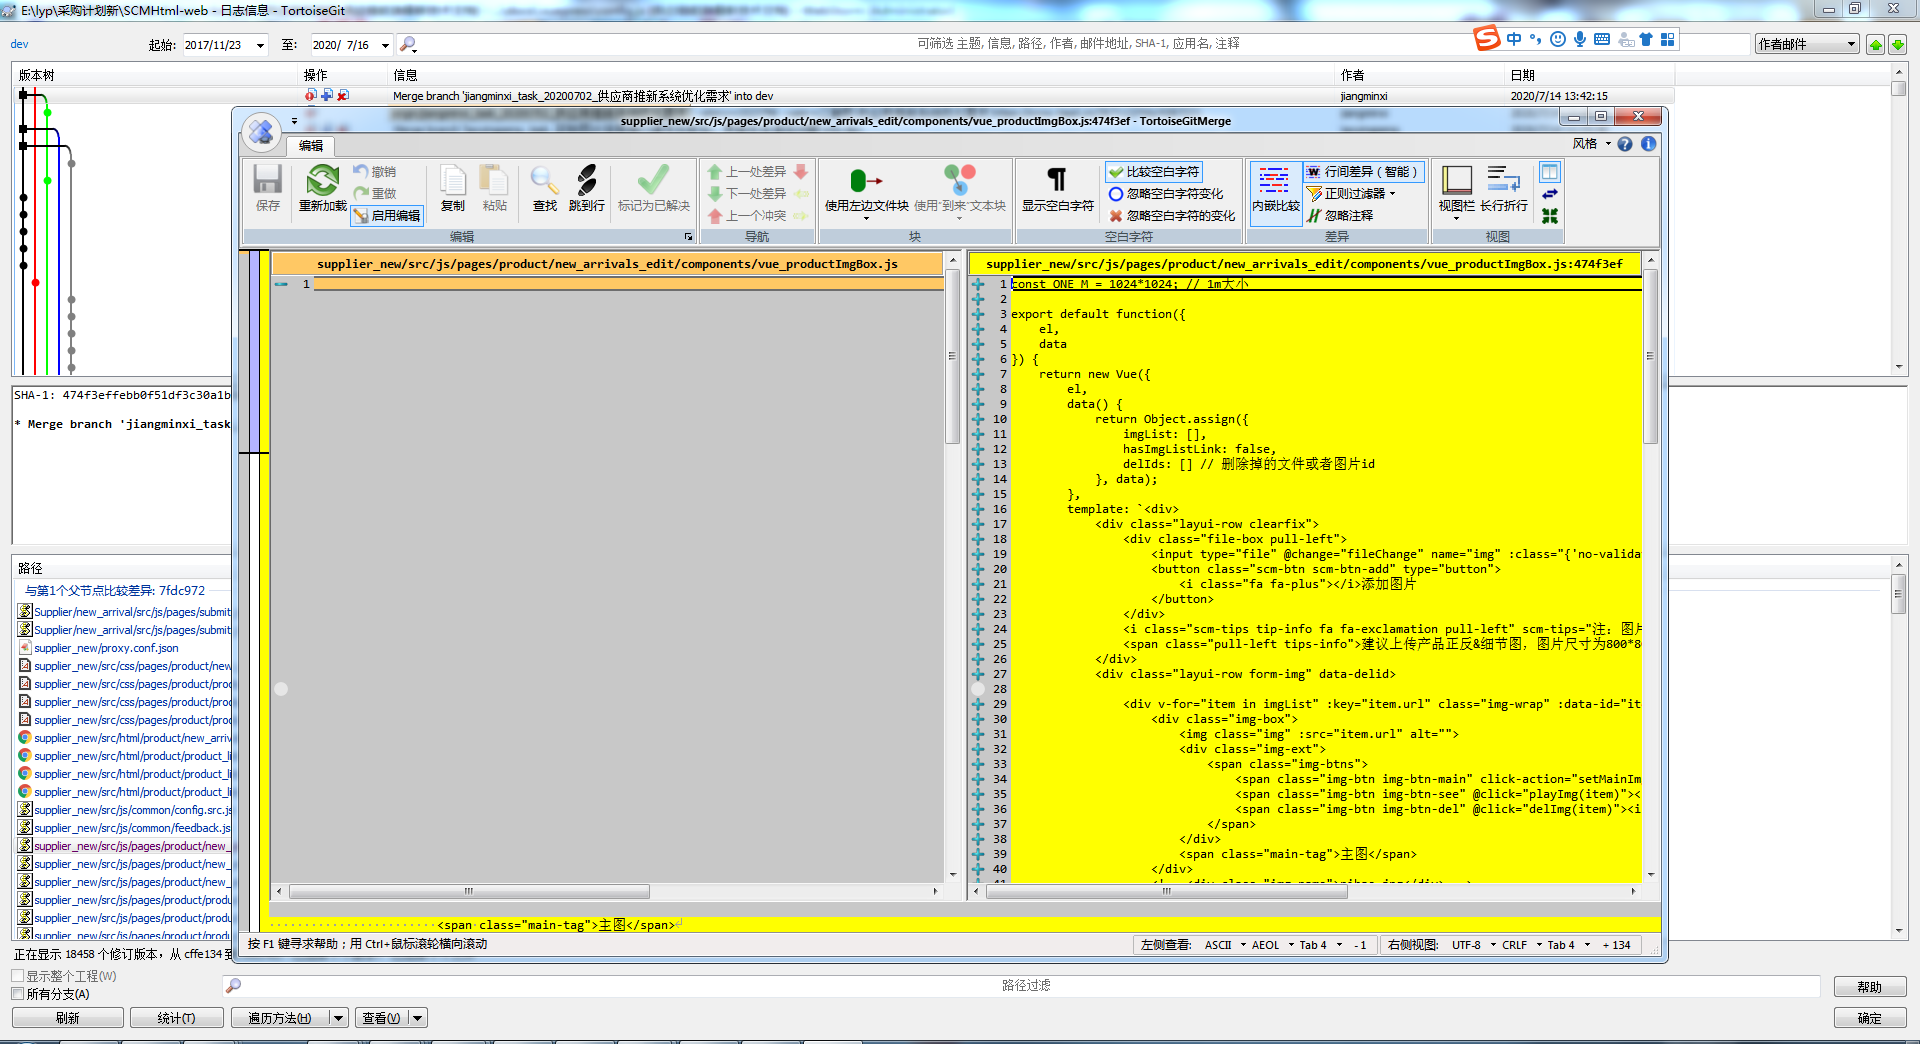 E:\lyp\采购计划新\SCMHtml-web - 日志信息 - TortoiseGit
dev
起始: 2017/11/23 至: 2020/ 7/16
可筛选 主题, 信息, 路径, 作者, 邮件地址, SHA-1, 应用名, 注释
中
作者邮件
版本树 操作 信息 作者 日期
Merge branch 'jiangminxi_task_20200702_供应商推新系统优化需求' into dev jiangminxi 2020/7/14 13:42:15
supplier_new/src/js/pages/product/new_arrivals_edit/components/vue_productImgBox.js:474f3ef - TortoiseGitMerge
编辑
风格
保存
重新加载
撤销
重做
启用编辑
复制
粘贴
查找
跳到行
标记为已解决
编辑
上一处差异
下一处差异
上一个冲突
导航
使用左边文件块
使用"到来"文本块
块
显示空白字符
比较空白字符
忽略空白字符变化
忽略空白字符的变化
空白字符
内嵌比较
行间差异 ( 智能 )
正则过滤器
忽略注释
差异
视图栏
长行折行
视图
supplier_new/src/js/pages/product/new_arrivals_edit/components/vue_productImgBox.js
1
supplier_new/src/js/pages/product/new_arrivals_edit/components/vue_productImgBox.js:474f3ef
1 const ONE_M = 1024*1024; // 1m大小
2
3 export default function({
4     el,
5     data
6 }) {
7     return new Vue({
8         el,
9         data() {
10             return Object.assign({
11                 imgList: [],
12                 hasImgListLink: false,
13                 delIds: [] // 删除掉的文件或者图片id
14             }, data);
15         },
16         template: `<div>
17             <div class="layui-row clearfix">
18                 <div class="file-box pull-left">
19                     <input type="file" @change="fileChange" name="img" :class="{'no-valida
20                     <button class="scm-btn scm-btn-add" type="button">
21                         <i class="fa fa-plus"></i>添加图片
22                     </button>
23                 </div>
24                 <i class="scm-tips tip-info fa fa-exclamation pull-left" scm-tips="注: 图片
25                 <span class="pull-left tips-info">建议上传产品正反&细节图, 图片尺寸为800*8
26             </div>
27             <div class="layui-row form-img" data-delid>
28
29                 <div v-for="item in imgList" :key="item.url" class="img-wrap" :data-id="ite
30                     <div class="img-box">
31                         <img class="img" :src="item.url" alt="">
32                         <div class="img-ext">
33                             <span class="img-btns">
34                                 <span class="img-btn img-btn-main" click-action="setMainIm
35                                 <span class="img-btn img-btn-see" @click="playImg(item)"><
36                                 <span class="img-btn img-btn-del" @click="delImg(item)"><i
37                             </span>
38                         </div>
39                         <span class="main-tag">主图</span>
40                     </div>
<span class="main-tag">主图</span>
按 F1 键寻求帮助 ; 用 Ctrl+鼠标滚轮横向滚动
左侧查看: ASCII AEOL Tab 4 - 1
右侧视图: UTF-8 CRLF Tab 4 + 134
SHA-1: 474f3effebb0f51df3c30a1b
* Merge branch 'jiangminxi_task
路径
与第1个父节点比较差异: 7fdc972
Supplier/new_arrival/src/js/pages/submit
Supplier/new_arrival/src/js/pages/submit
supplier_new/proxy.conf.json
supplier_new/src/css/pages/product/new
supplier_new/src/css/pages/product/proc
supplier_new/src/css/pages/product/proc
supplier_new/src/css/pages/product/proc
supplier_new/src/html/product/new_arriv
supplier_new/src/html/product/product_li
supplier_new/src/html/product/product_li
supplier_new/src/html/product/product_li
supplier_new/src/js/common/config.src.js
supplier_new/src/js/common/feedback.js
supplier_new/src/js/pages/product/new_
supplier_new/src/js/pages/product/new_
supplier_new/src/js/pages/product/new_
supplier_new/src/js/pages/product/produ
supplier_new/src/js/pages/product/produ
supplier_new/src/js/pages/product/produ
正在显示 18458 个修订版本，从 cffe134 到
显示整个工程(W)
所有分支(A)
路径过滤
帮助
刷新
统计(T)
遍历方法(H)
查看(V)
确定